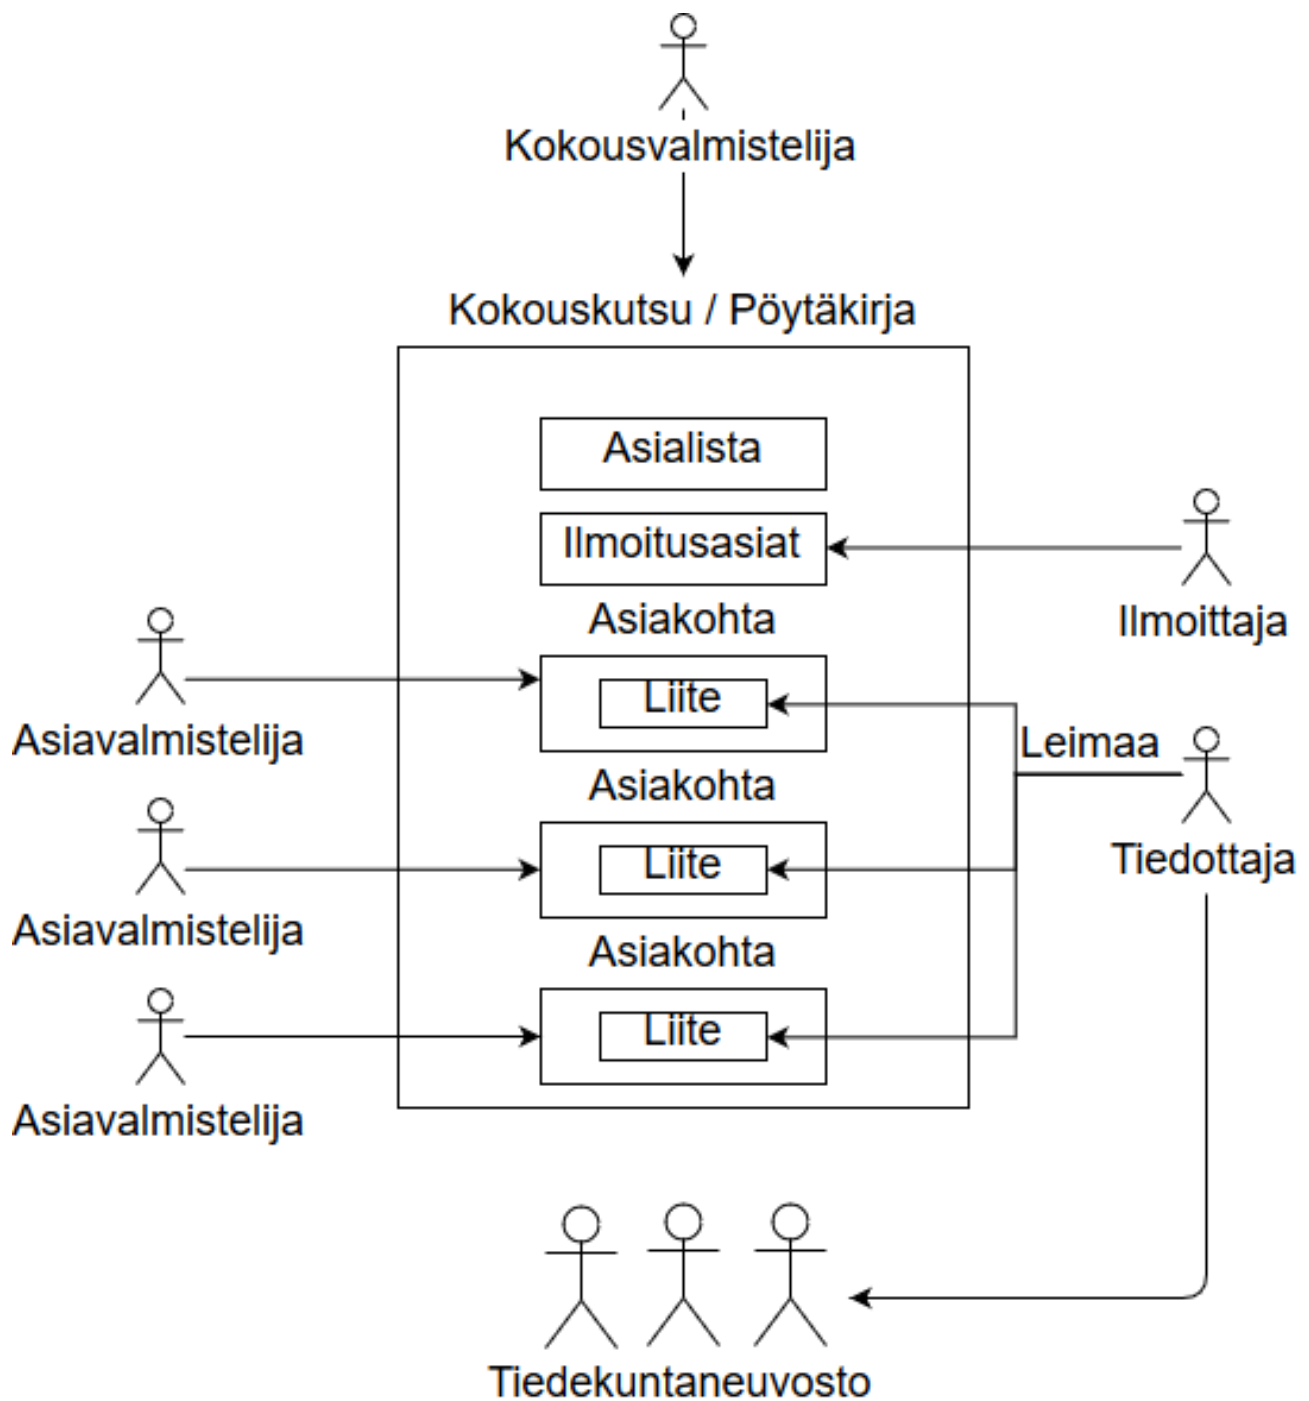 Kokousvalmistelija
Kokouskutsu / Pöytäkirja
Asialista
Ilmoitusasiat
Ilmoittaja
Asiakohta
Liite
Asiavalmistelija
Leimaa
Asiakohta
Liite
Tiedottaja
Asiavalmistelija
Asiakohta
Liite
Asiavalmistelija
Tiedekuntaneuvosto